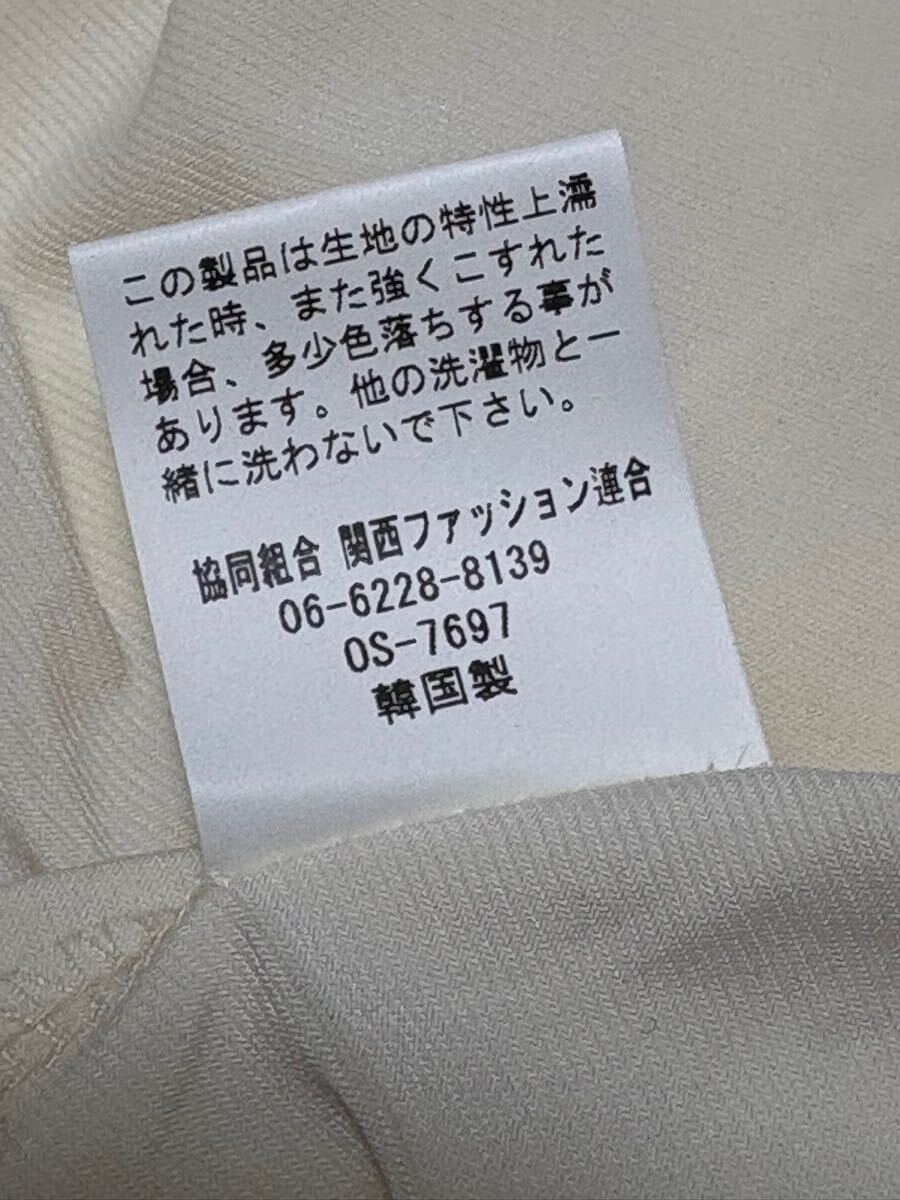 この製品は生地の特性上濡
れた時、また強くこすれた
場合、多少色落ちする事が
あります。他の洗濯物と一
緒に洗わないで下さい。
協同組合 関西ファッション連合
06-6228-8139
OS-7697
韓国製